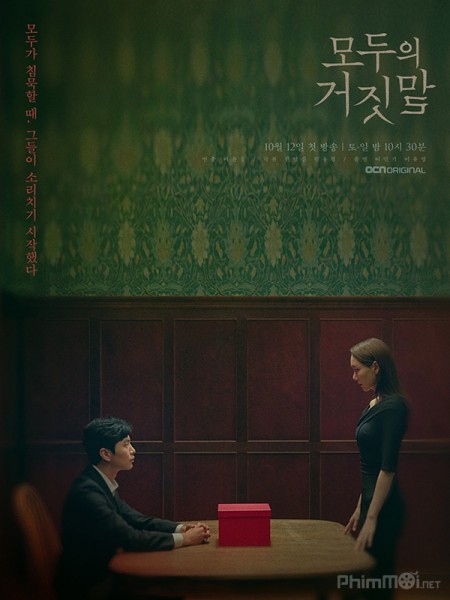 모두가 침묵할 때, 그들이 소리치기 시작했다
모두의
거짓말
10월 12일 첫 방송 | 토·일 밤 10시 30분
OCN ORIGINAL
PHIMMOI.NET